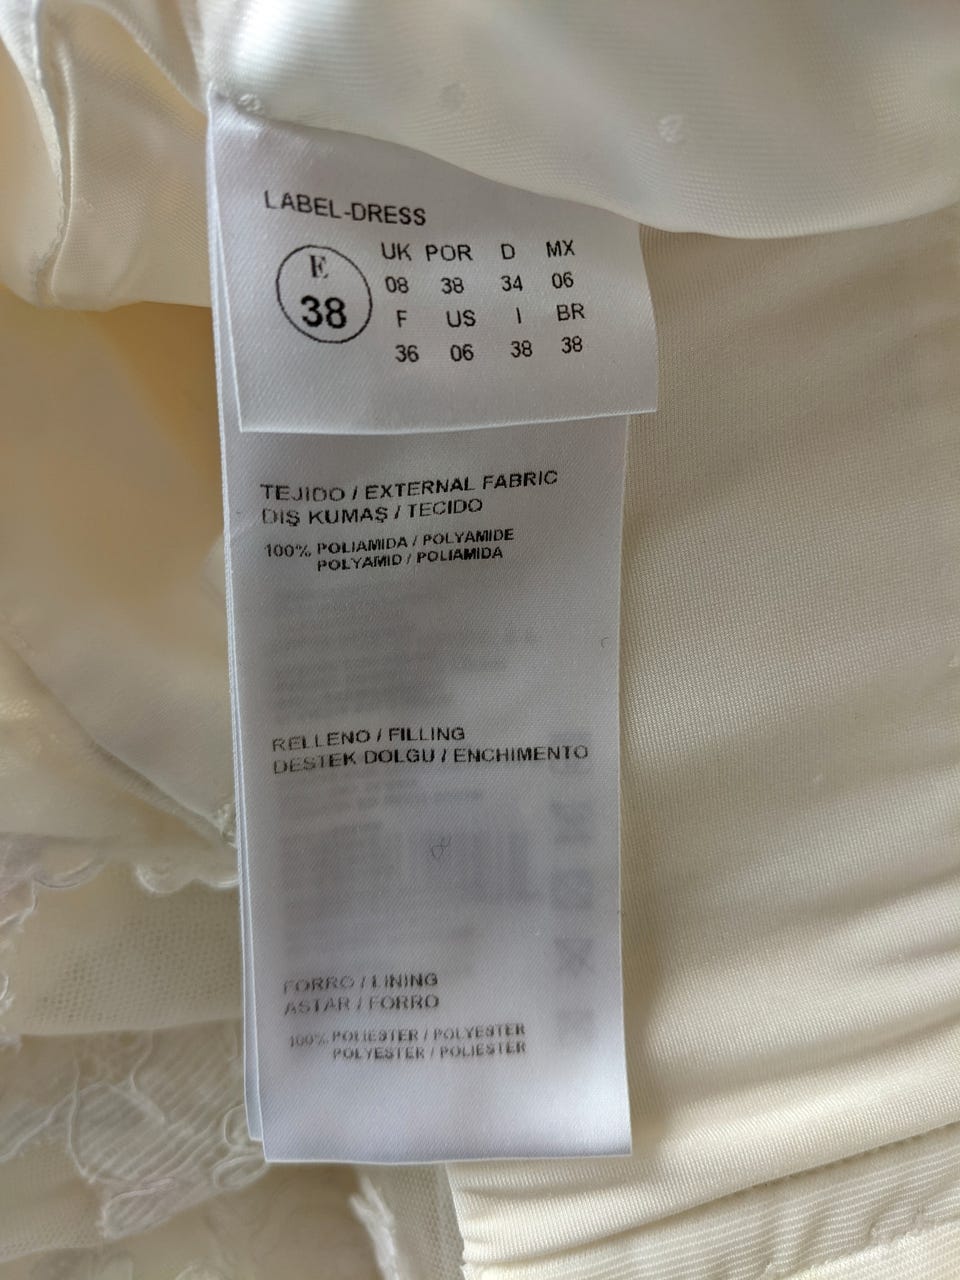 LABEL-DRESS
E
38
UK POR D MX
08 38 34 06
F US I BR
36 06 38 38
TEJIDO / EXTERNAL FABRIC
DIŞ KUMAŞ / TECIDO
100% POLIAMIDA / POLYAMIDE
POLYAMID / POLIAMIDA
RELLENO / FILLING
DESTEK DOLGU / ENCHIMENTO
FORRO / LINING
ASTAR / FORRO
100% POLIESTER / POLYESTER
POLYESTER / POLIESTER